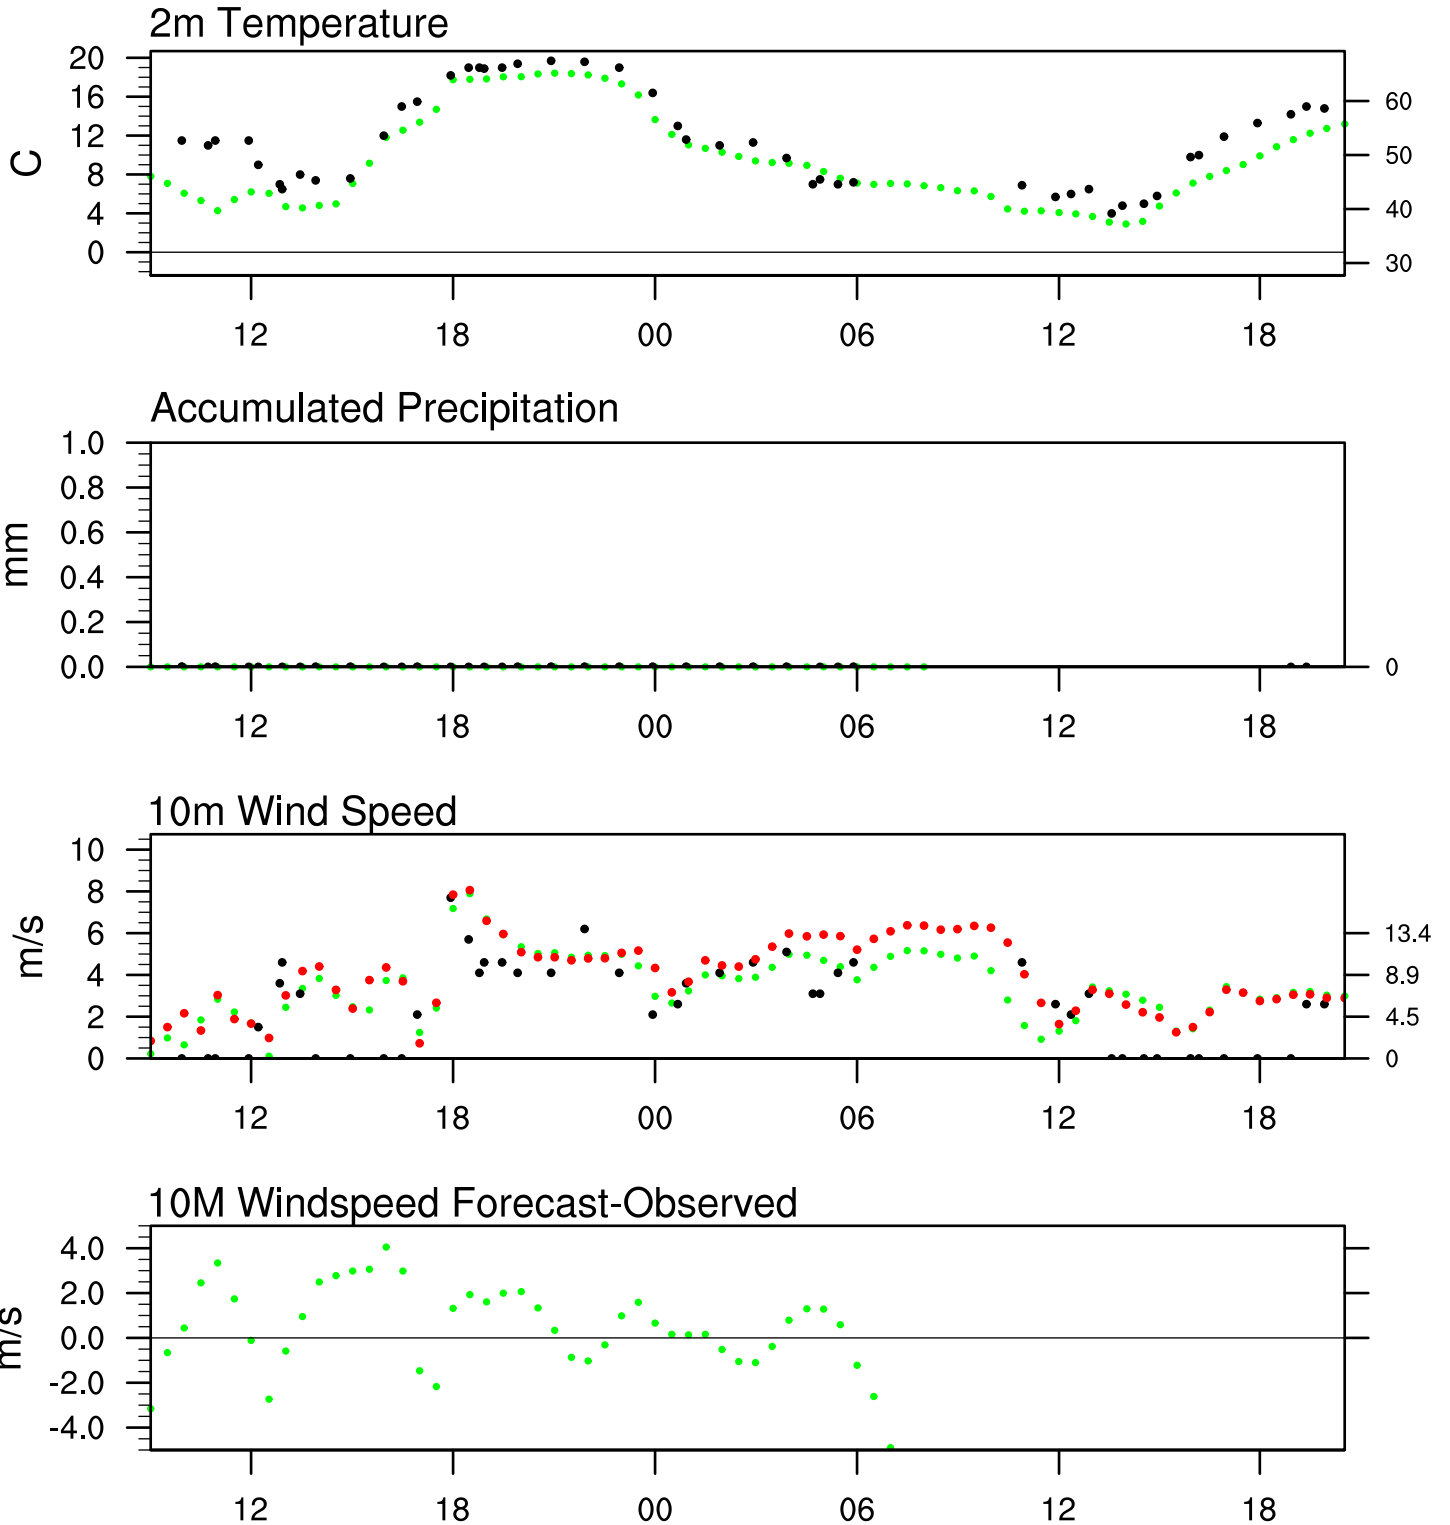 2m Temperature
20
16
12
8
4
0
C
60
50
40
30
12 18 00 06 12 18
Accumulated Precipitation
1.0
0.8
0.6
0.4
0.2
0.0
mm
0
12 18 00 06 12 18
10m Wind Speed
10
8
6
4
2
0
m/s
13.4
8.9
4.5
0
12 18 00 06 12 18
10M Windspeed Forecast-Observed
4.0
2.0
0.0
-2.0
-4.0
m/s
12 18 00 06 12 18